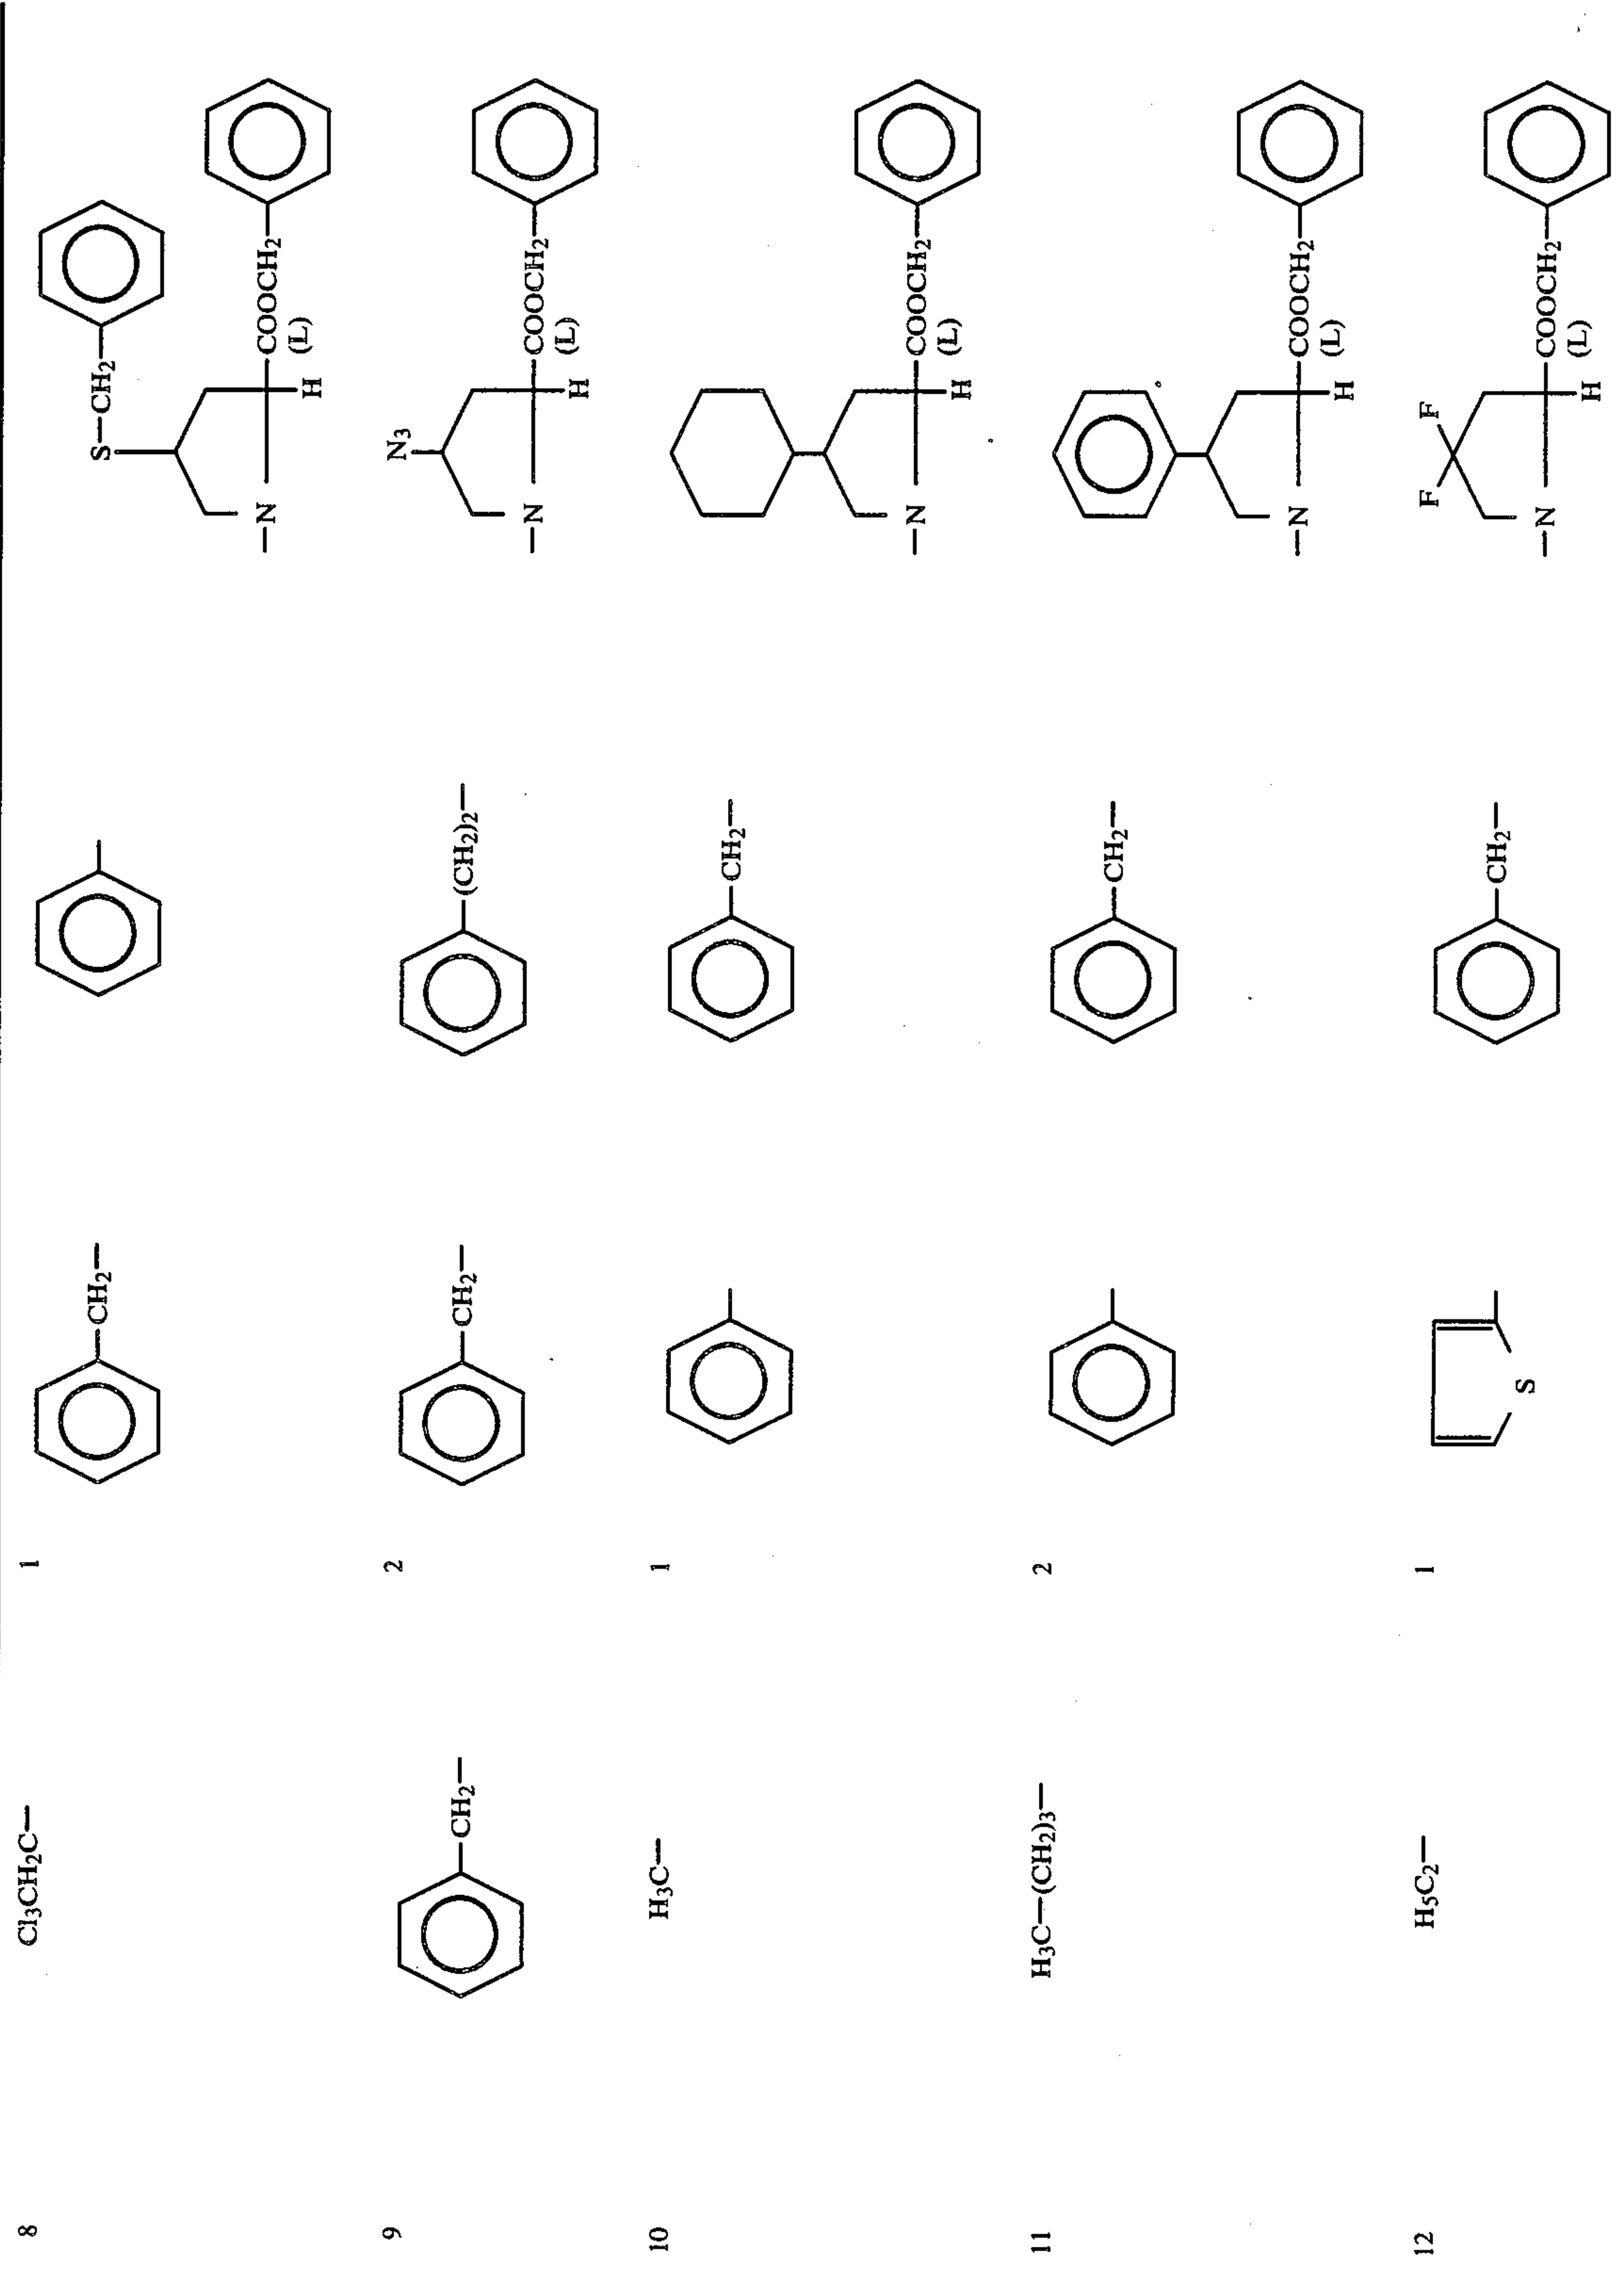 8 Cl3CH2C— 1 —CH2— S—CH2 —N COOCH2 (L) H
9 —CH2— 2 —CH2— —(CH2)2— N3 —N COOCH2 (L) H
10 H3C— 1 —CH2— —N COOCH2 (L) H
11 H3C—(CH2)3— 2 —CH2— —N COOCH2 (L) H
12 H5C2— 1 S —CH2— F F —N COOCH2 (L) H